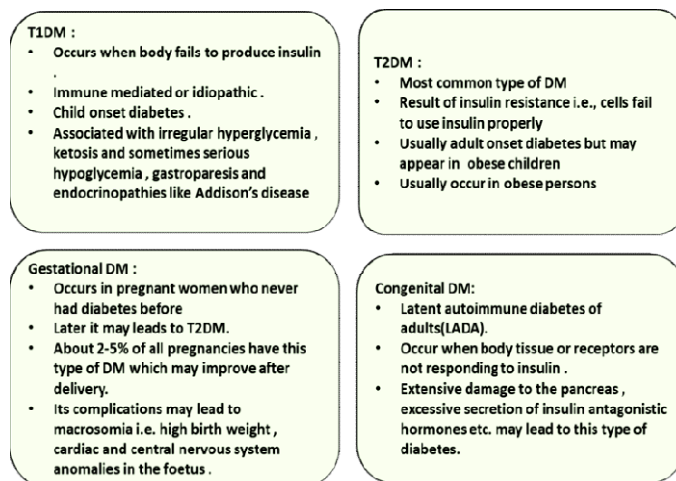 T1DM :
• Occurs when body fails to produce insulin
.
• Immune mediated or idiopathic .
• Child onset diabetes .
• Associated with irregular hyperglycemia ,
ketosis and sometimes serious
hypoglycemia , gastroparesis and
endocrinopathies like Addison's disease
T2DM :
• Most common type of DM
• Result of insulin resistance i.e., cells fail
to use insulin properly
• Usually adult onset diabetes but may
appear in obese children
• Usually occur in obese persons
Gestational DM :
• Occurs in pregnant women who never
had diabetes before
• Later it may leads to T2DM.
• About 2-5% of all pregnancies have this
type of DM which may improve after
delivery.
• Its complications may lead to
macrosomia i.e. high birth weight ,
cardiac and central nervous system
anomalies in the foetus .
Congenital DM:
• Latent autoimmune diabetes of
adults(LADA).
• Occur when body tissue or receptors are
not responding to insulin .
• Extensive damage to the pancreas ,
excessive secretion of insulin antagonistic
hormones etc. may lead to this type of
diabetes.